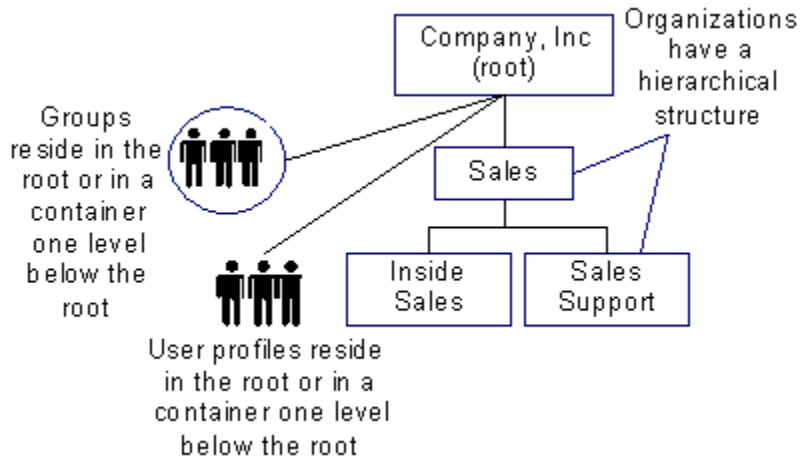 Company, Inc
(root)
Organizations
have a
hierarchical
structure
Groups
reside in the
root or in a
container
one level
below the
root
Sales
Inside
Sales
Sales
Support
User profiles reside
in the root or in a
container one level
below the root